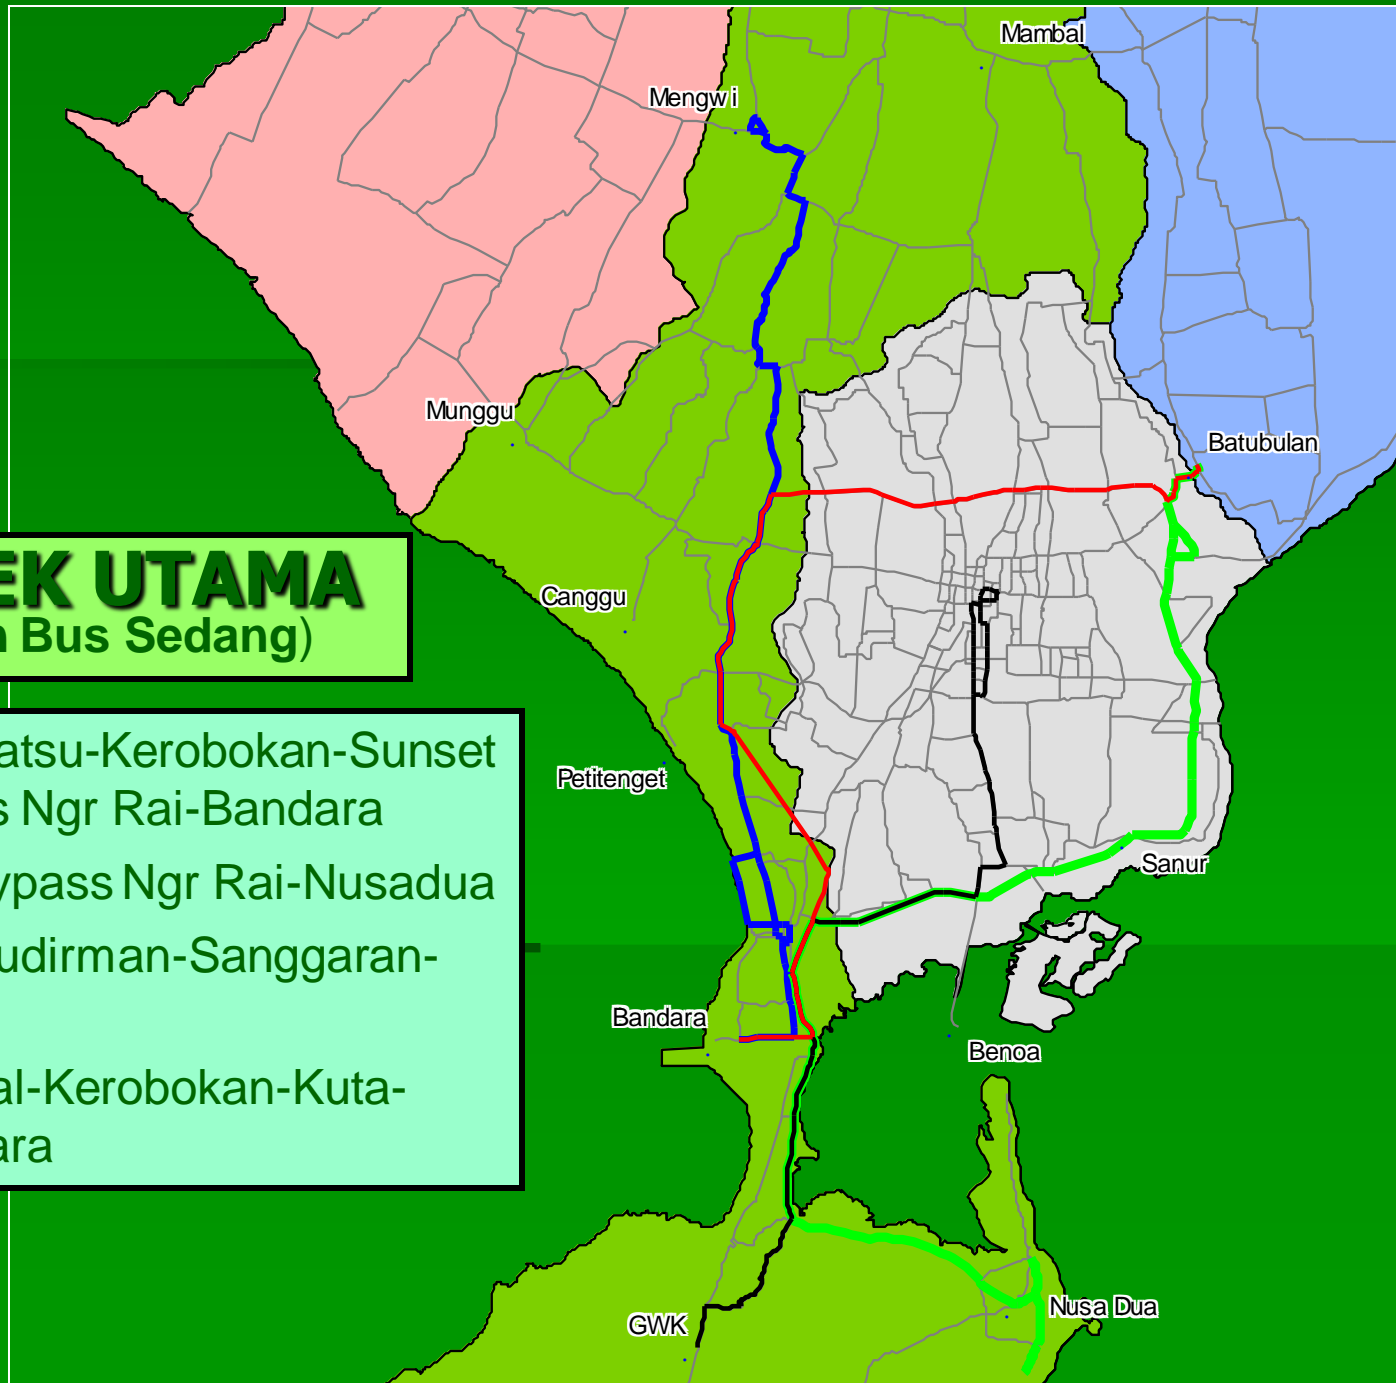 Mambal
Mengwi
Munggu
Batubulan
EK UTAMA
Bus Sedang)
Canggu
atsu-Kerobokan-Sunset
s Ngr Rai-Bandara
Petitenget
ypass Ngr Rai-Nusadua
Sanur
udirman-Sanggaran-
Bandara
Benoa
al-Kerobokan-Kuta-
ara
Nusa Dua
GWK